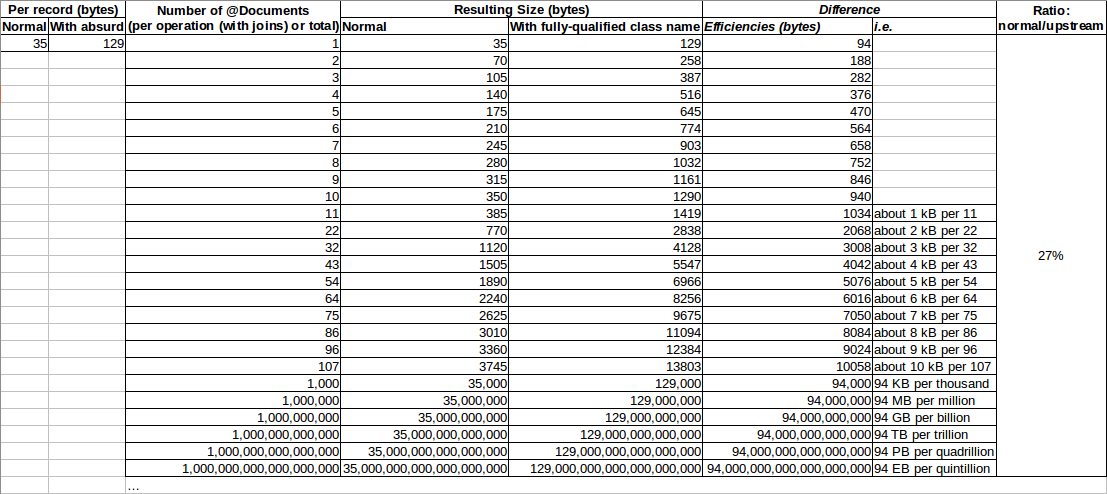 Per record (bytes) Number of @Documents Resulting Size (bytes) Difference Ratio:
Normal With absurd (per operation (with joins) or total) Normal With fully-qualified class name Efficiencies (bytes) i.e. normal/upstream
35 129 1 35 129 94
2 70 258 188
3 105 387 282
4 140 516 376
5 175 645 470
6 210 774 564
7 245 903 658
8 280 1032 752
9 315 1161 846
10 350 1290 940
11 385 1419 1034 about 1 kB per 11
22 770 2838 2068 about 2 kB per 22
32 1120 4128 3008 about 3 kB per 32
27%
43 1505 5547 4042 about 4 kB per 43
54 1890 6966 5076 about 5 kB per 54
64 2240 8256 6016 about 6 kB per 64
75 2625 9675 7050 about 7 kB per 75
86 3010 11094 8084 about 8 kB per 86
96 3360 12384 9024 about 9 kB per 96
107 3745 13803 10058 about 10 kB per 107
1,000 35,000 129,000 94,000 94 KB per thousand
1,000,000 35,000,000 129,000,000 94,000,000 94 MB per million
1,000,000,000 35,000,000,000 129,000,000,000 94,000,000,000 94 GB per billion
1,000,000,000,000 35,000,000,000,000 129,000,000,000,000 94,000,000,000,000 94 TB per trillion
1,000,000,000,000,000 35,000,000,000,000,000 129,000,000,000,000,000 94,000,000,000,000,000 94 PB per quadrillion
1,000,000,000,000,000,000 35,000,000,000,000,000,000 129,000,000,000,000,000,000 94,000,000,000,000,000,000 94 EB per quintillion
...